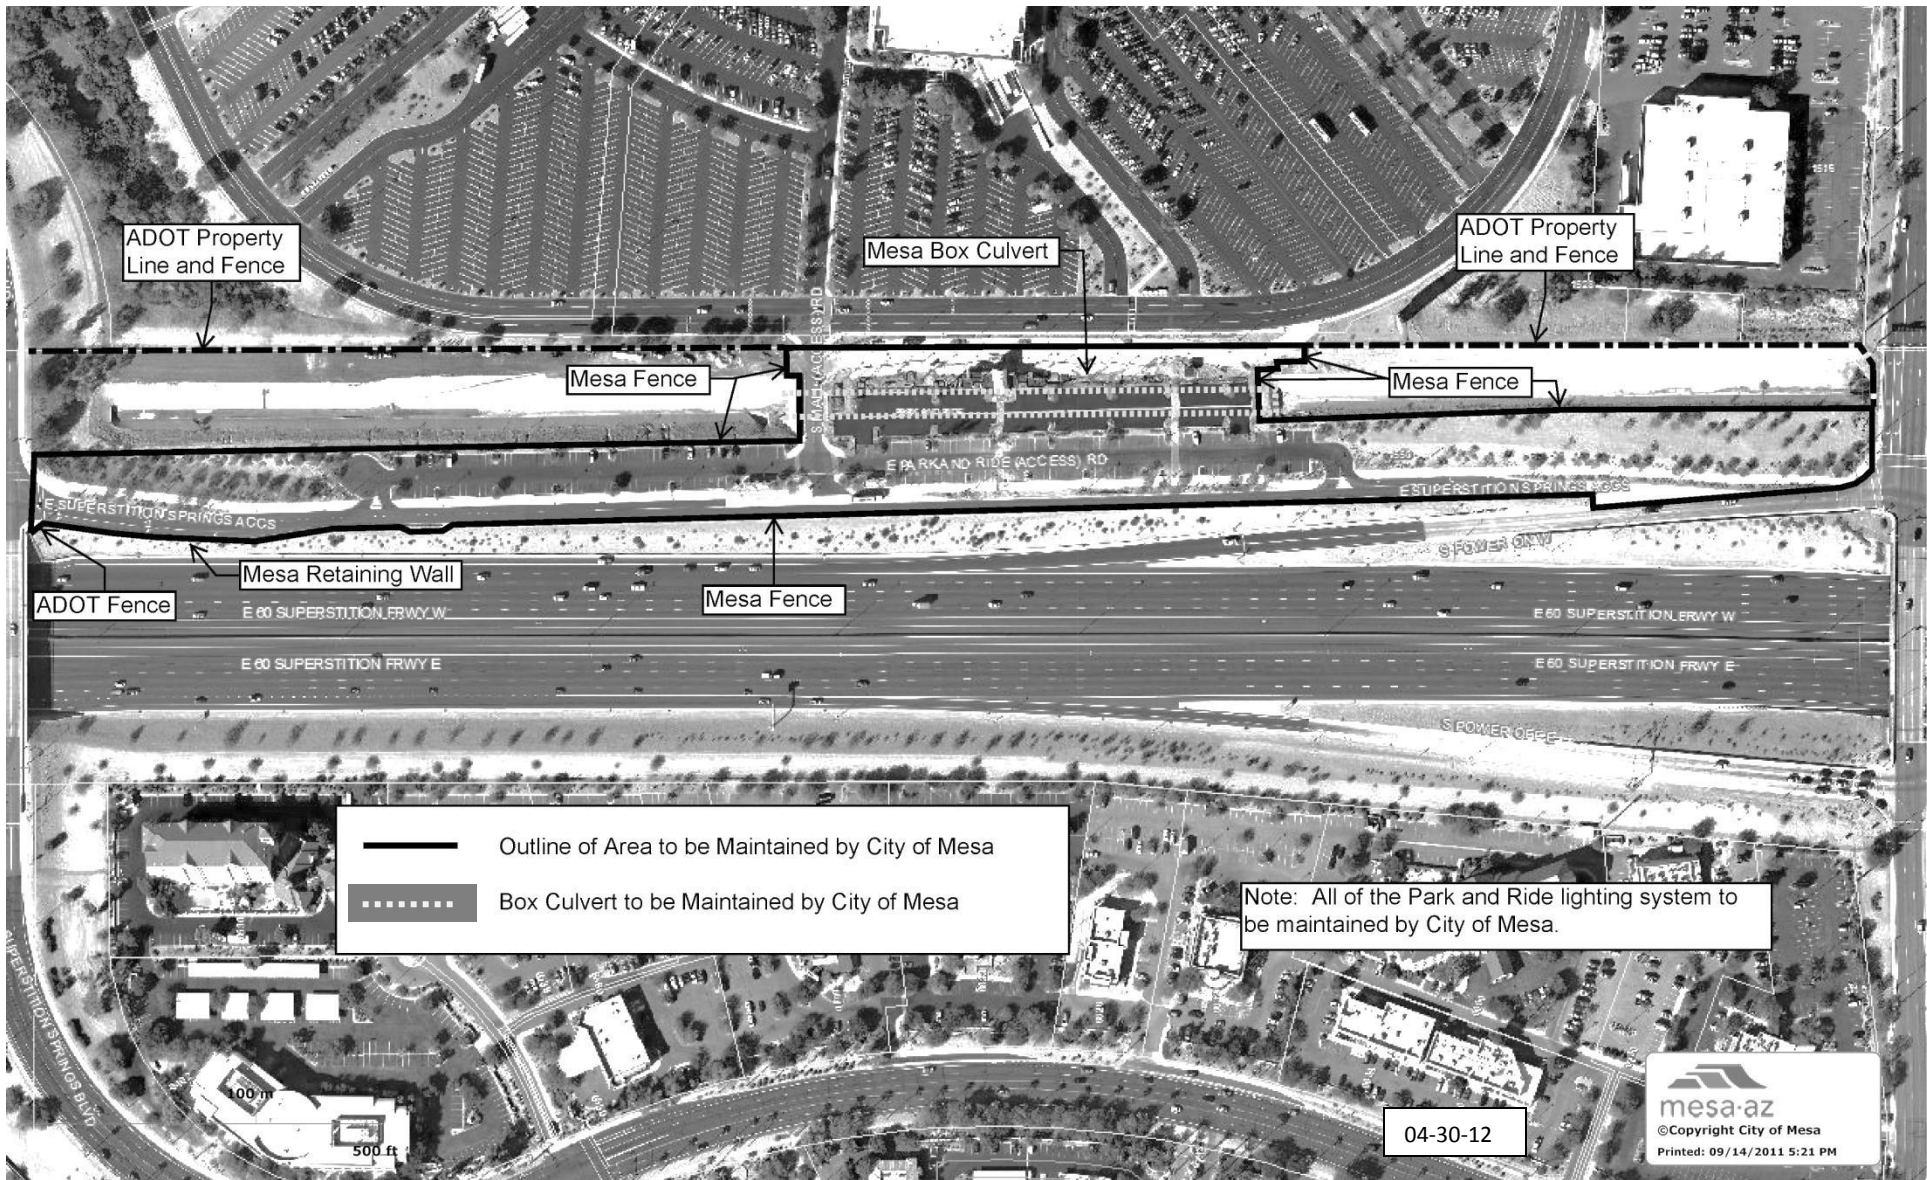 ADOT Property
Line and Fence
Mesa Box Culvert
ADOT Property
Line and Fence
1515
S MALL (ACCESS) RD
Mesa Fence
Mesa Fence
E PARK AND RIDE (ACCESS) RD
E SUPERSTITION SPRINGS ACCS
E SUPERSTITION SPRINGS ACCS
S POWER ON W
Mesa Retaining Wall
ADOT Fence
Mesa Fence
E 60 SUPERSTITION FRWY W
E 60 SUPERSTITION FRWY W
E 60 SUPERSTITION FRWY E
E 60 SUPERSTITION FRWY E
S POWER OFF E
Outline of Area to be Maintained by City of Mesa
Box Culvert to be Maintained by City of Mesa
Note: All of the Park and Ride lighting system to
be maintained by City of Mesa.
SUPERSTITION SPRINGS BLVD
100 m
500 ft
04-30-12
mesa·az
©Copyright City of Mesa
Printed: 09/14/2011 5:21 PM